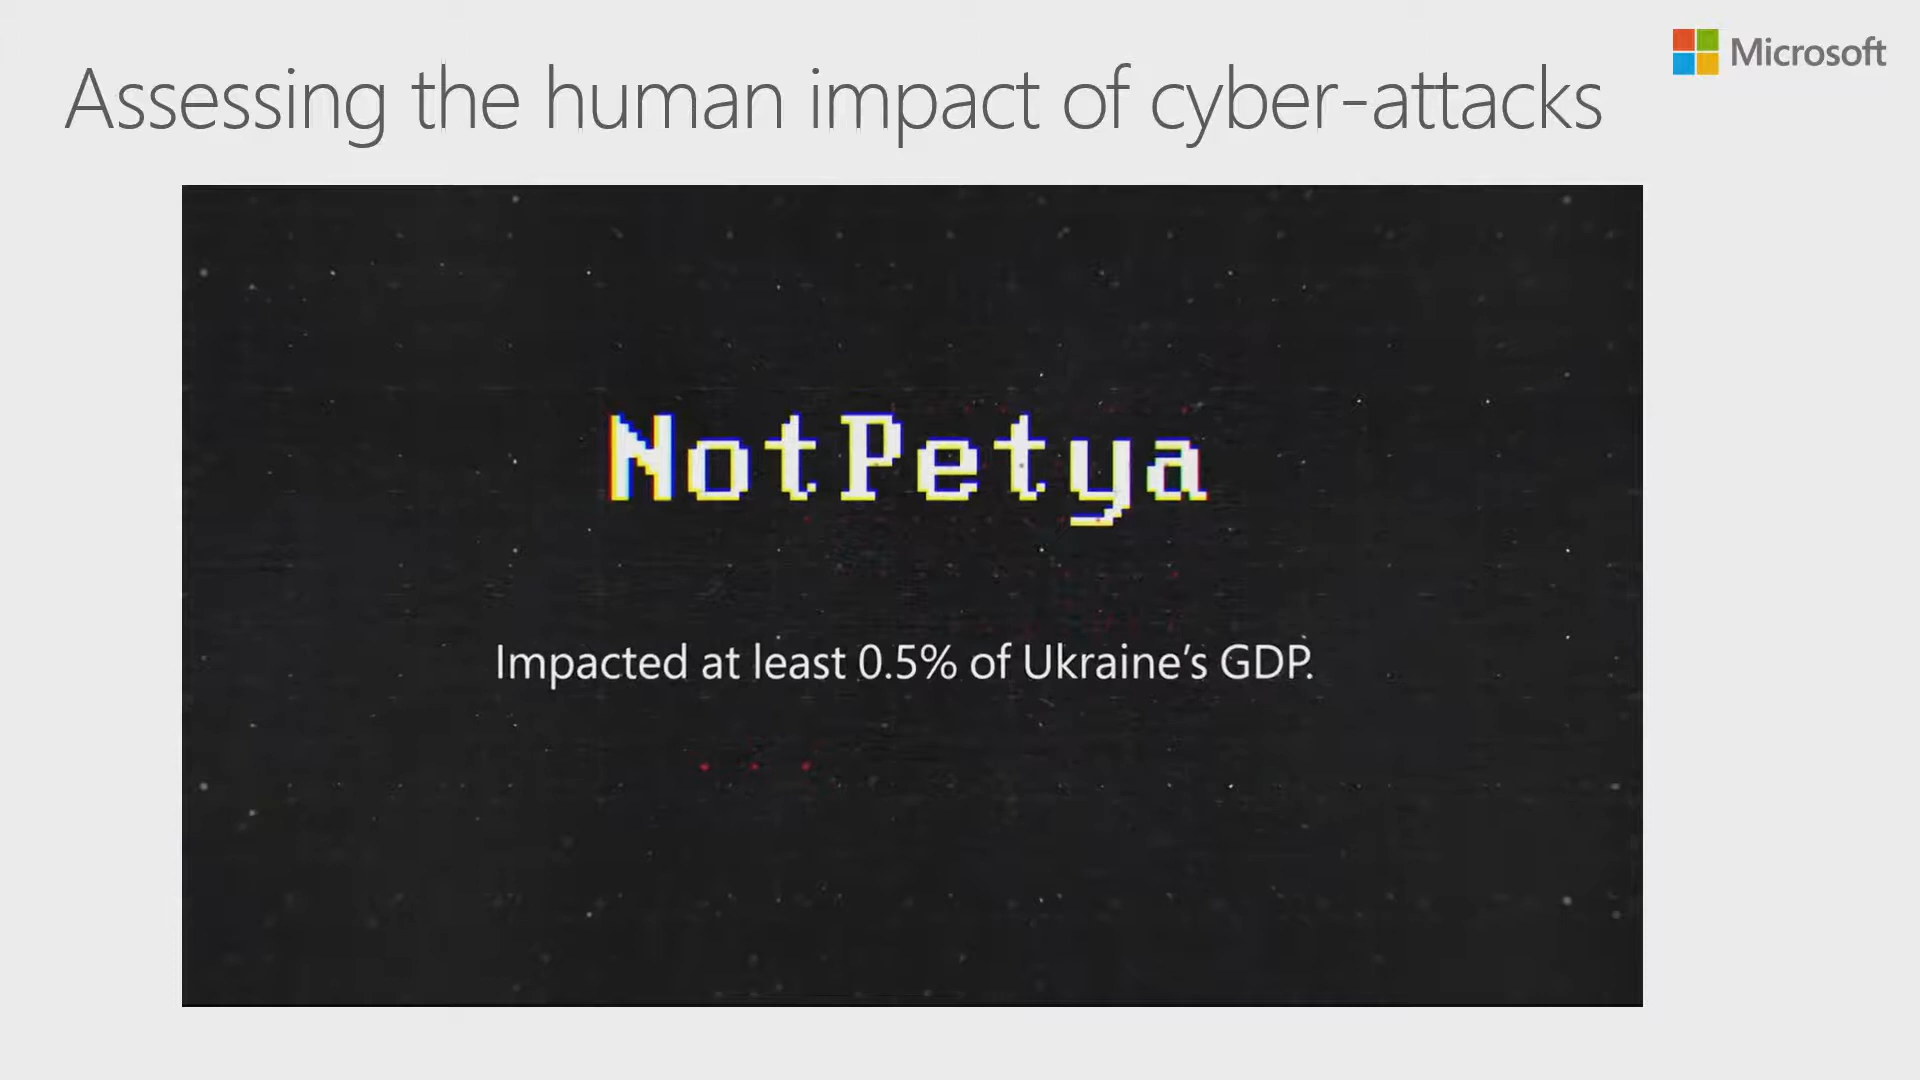 Microsoft
Assessing the human impact of cyber-attacks
NotPetya
Impacted at least 0.5% of Ukraine's GDP.